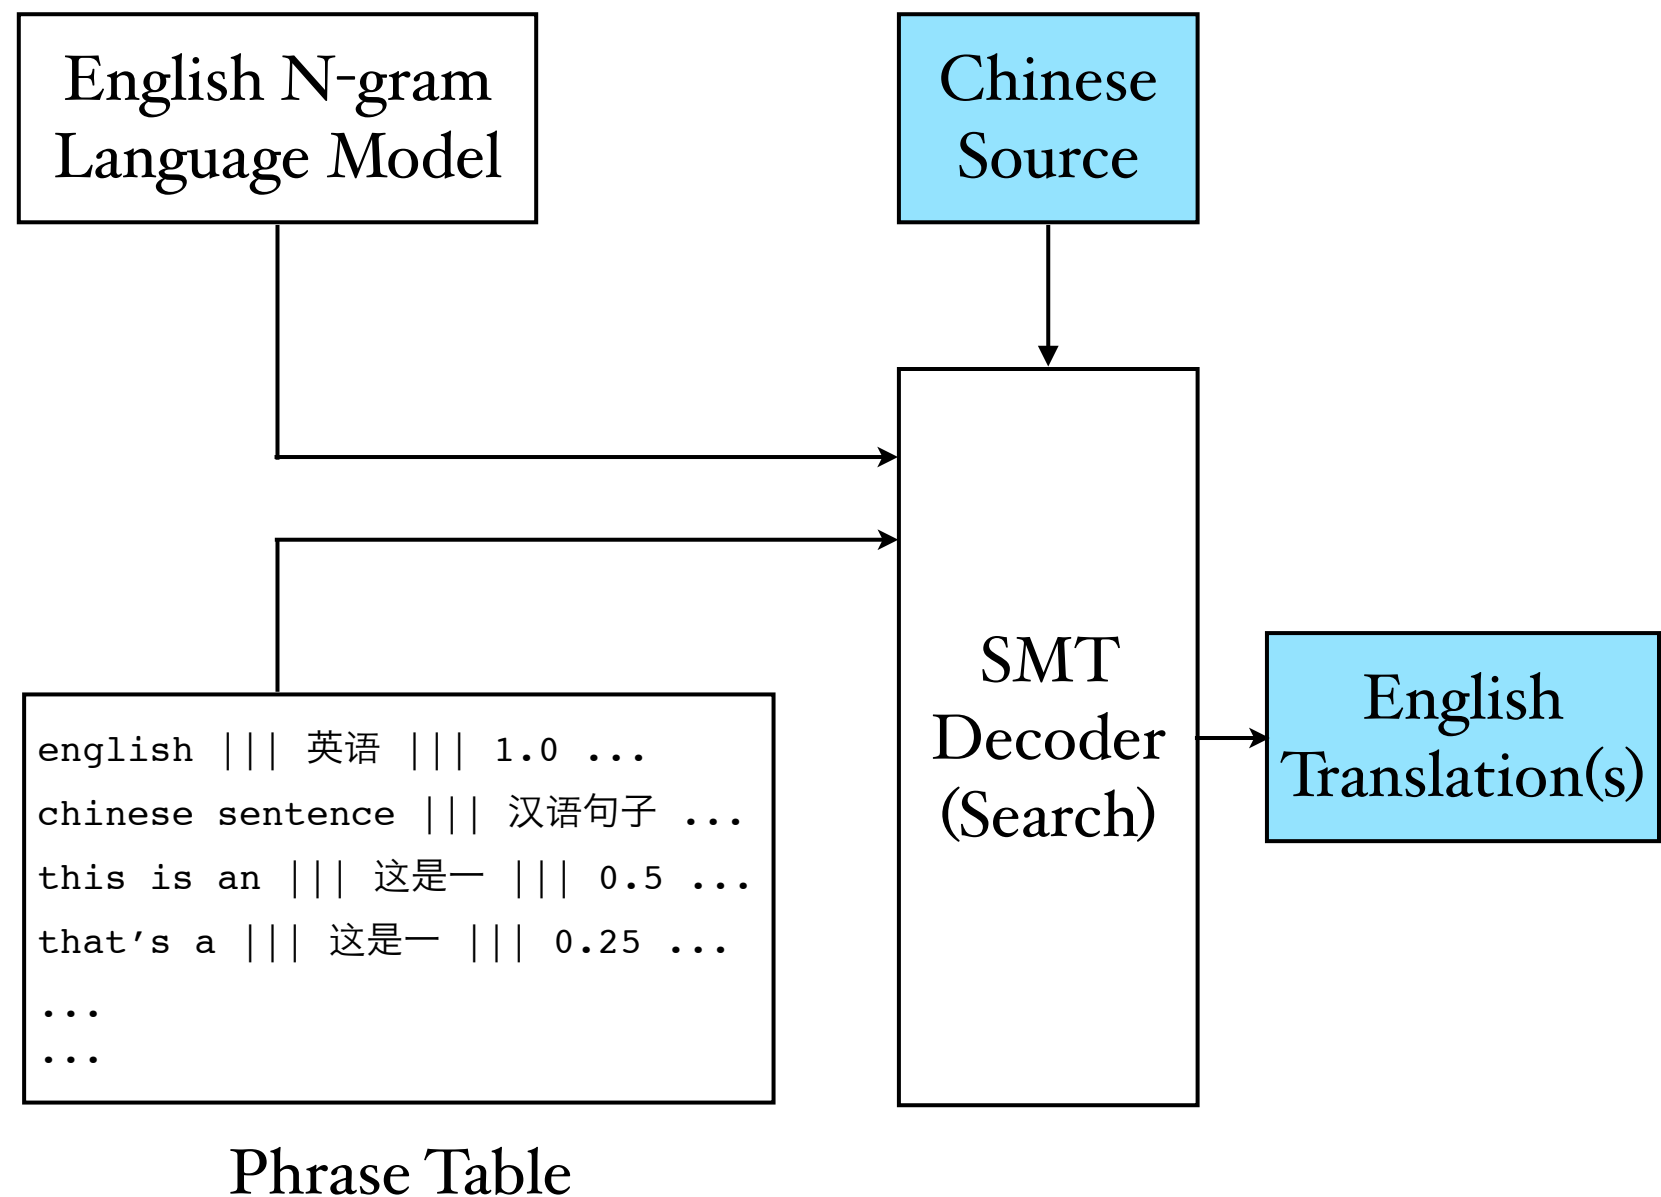 English N-gram
Language Model
Chinese
Source
english ||| 英语 ||| 1.0 ...
chinese sentence ||| 汉语句子 ...
this is an ||| 这是一 ||| 0.5 ...
that’s a ||| 这是一 ||| 0.25 ...
...
...
Phrase Table
SMT
Decoder
(Search)
English
Translation(s)